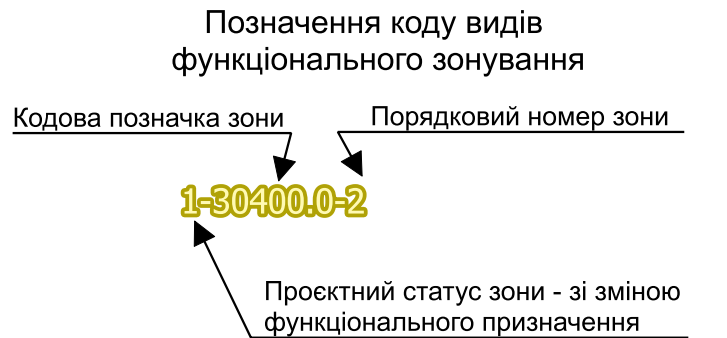 Позначення коду видів
функціонального зонування
Кодова позначка зони
Порядковий номер зони
1-30400.0-2
Проєктний статус зони - зі зміною
функціонального призначення